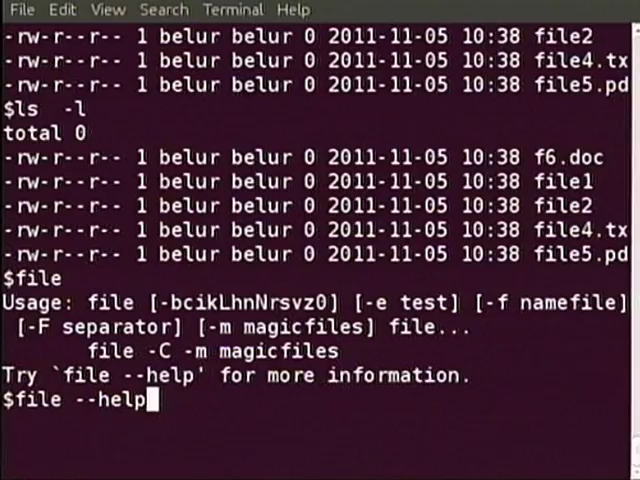 File Edit View Search Terminal Help
-rw-r--r-- 1 belur belur 0 2011-11-05 10:38 file2
-rw-r--r-- 1 belur belur 0 2011-11-05 10:38 file4.tx
-rw-r--r-- 1 belur belur 0 2011-11-05 10:38 file5.pd
$ls  -l
total 0
-rw-r--r-- 1 belur belur 0 2011-11-05 10:38 f6.doc
-rw-r--r-- 1 belur belur 0 2011-11-05 10:38 file1
-rw-r--r-- 1 belur belur 0 2011-11-05 10:38 file2
-rw-r--r-- 1 belur belur 0 2011-11-05 10:38 file4.tx
-rw-r--r-- 1 belur belur 0 2011-11-05 10:38 file5.pd
$file
Usage: file [-bcikLhnNrsvz0] [-e test] [-f namefile]
[-F separator] [-m magicfiles] file...
file -C -m magicfiles
Try `file --help' for more information.
$file --help